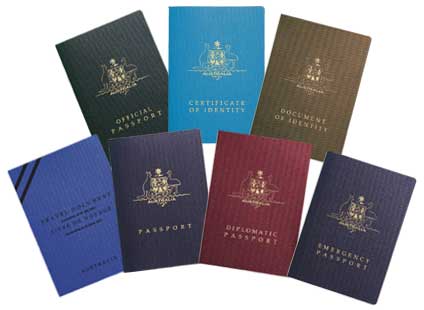 AUSTRALIA
OFFICIAL
PASSPORT
AUSTRALIA
CERTIFICATE
OF IDENTITY
AUSTRALIA
DOCUMENT
OF IDENTITY
TRAVEL DOCUMENT
TITRE DE VOYAGE
AUSTRALIA
AUSTRALIA
PASSPORT
AUSTRALIA
DIPLOMATIC
PASSPORT
AUSTRALIA
EMERGENCY
PASSPORT